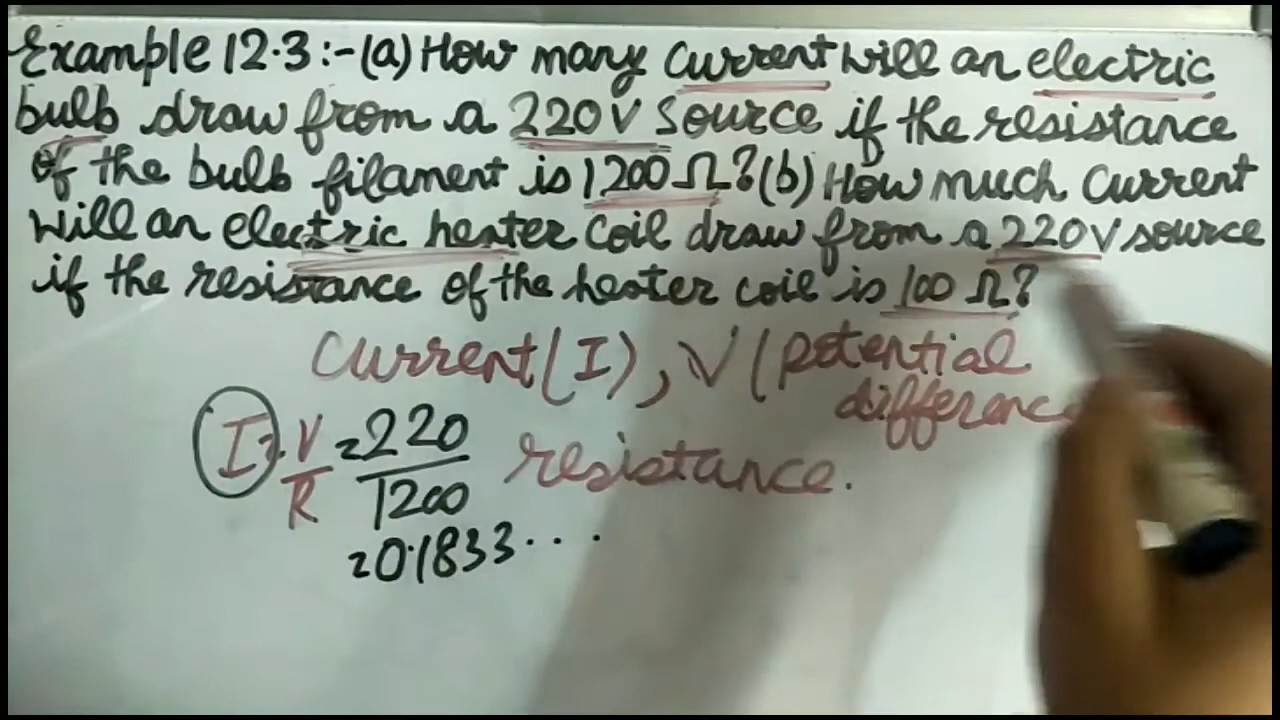 Example 12.3:-(a) How many current will an electric
bulb draw from a 220V source if the resistance
of the bulb filament is 1200 Ω? (b) How much current
will an electric heater coil draw from a 220V source
if the resistance of the heater coil is 100 Ω?
Current (I), V (potential
difference
I = V/R = 220/1200 resistance.
= 0.1833....